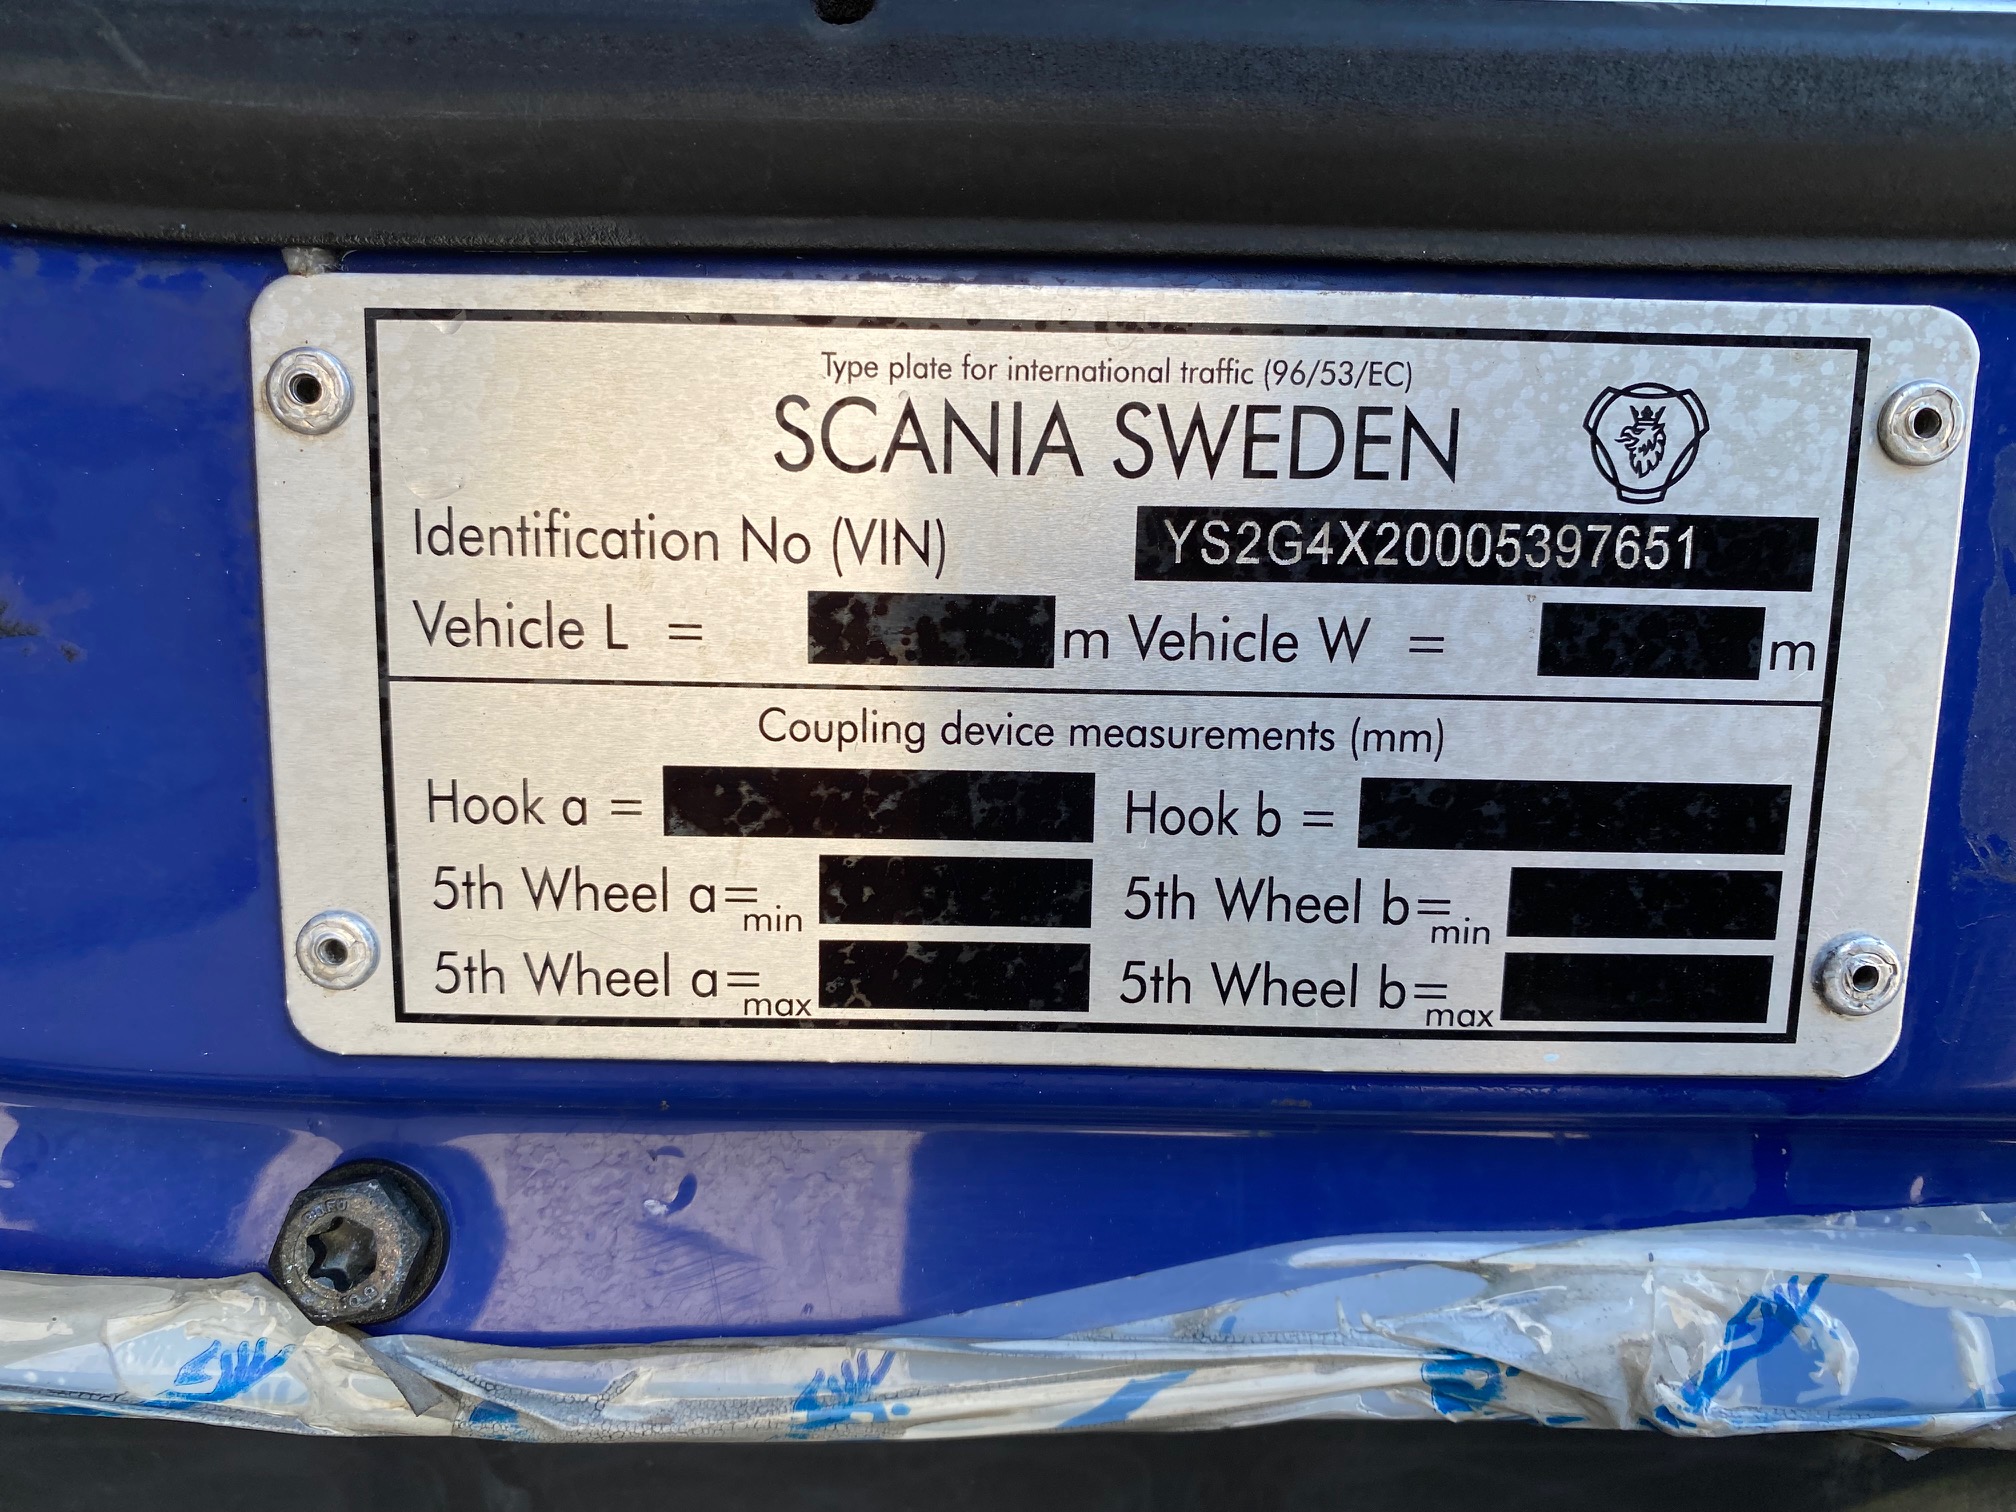 Type plate for international traffic (96/53/EC)
SCANIA SWEDEN
Identification No (VIN) YS2G4X20005397651
Vehicle L = m Vehicle W = m
Coupling device measurements (mm)
Hook a = Hook b =
5th Wheel a= min 5th Wheel b= min
5th Wheel a= max 5th Wheel b= max